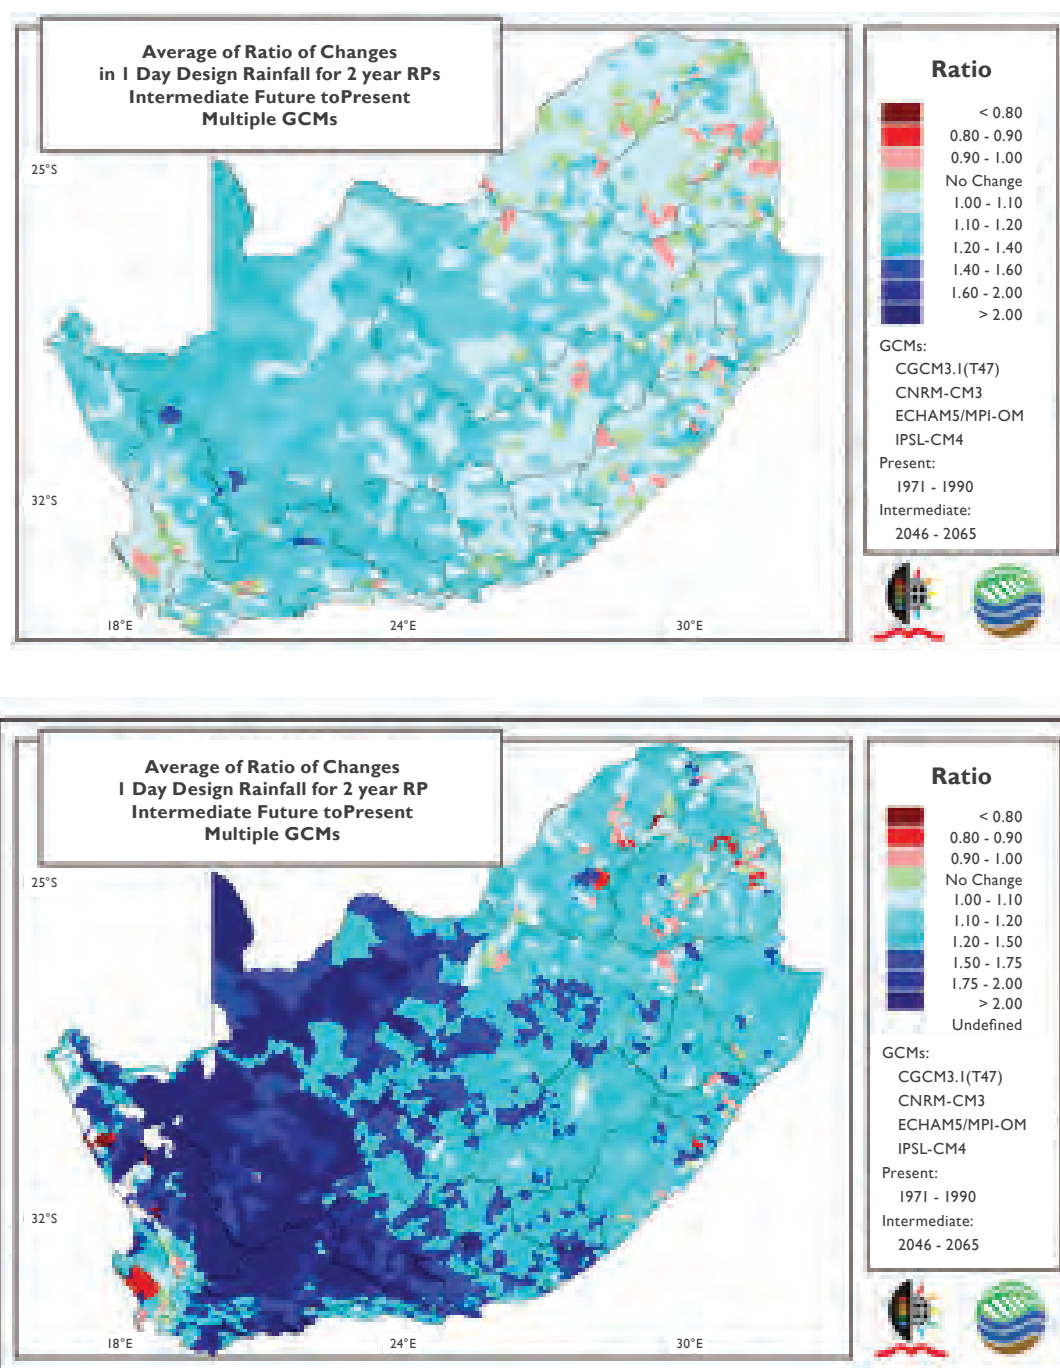 Average of Ratio of Changes
in 1 Day Design Rainfall for 2 year RPs
Intermediate Future toPresent
Multiple GCMs
25°S
32°S
18°E
24°E
30°E
Ratio
< 0.80
0.80 - 0.90
0.90 - 1.00
No Change
1.00 - 1.10
1.10 - 1.20
1.20 - 1.40
1.40 - 1.60
1.60 - 2.00
> 2.00
GCMs:
CGCM3.1(T47)
CNRM-CM3
ECHAM5/MPI-OM
IPSL-CM4
Present:
1971 - 1990
Intermediate:
2046 - 2065
Average of Ratio of Changes
1 Day Design Rainfall for 2 year RP
Intermediate Future toPresent
Multiple GCMs
25°S
32°S
18°E
24°E
30°E
Ratio
< 0.80
0.80 - 0.90
0.90 - 1.00
No Change
1.00 - 1.10
1.10 - 1.20
1.20 - 1.50
1.50 - 1.75
1.75 - 2.00
> 2.00
Undefined
GCMs:
CGCM3.1(T47)
CNRM-CM3
ECHAM5/MPI-OM
IPSL-CM4
Present:
1971 - 1990
Intermediate:
2046 - 2065